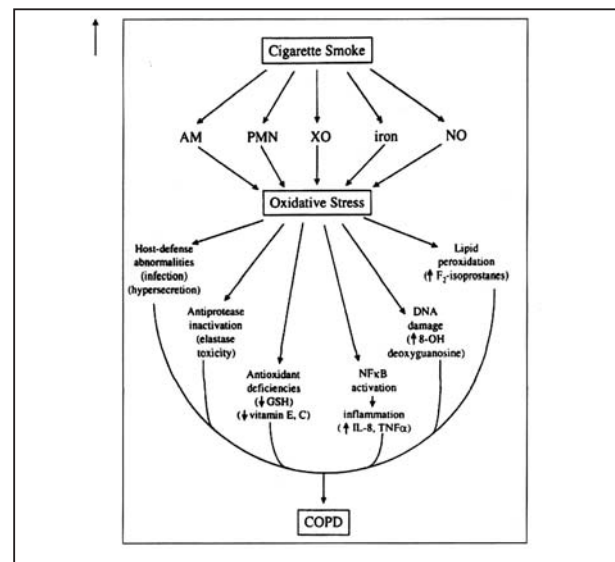 Cigarette Smoke
AM PMN XO iron NO
Oxidative Stress
Host-defense
abnormalities
(infection)
(hypersecretion)
Lipid
peroxidation
(↑ F₂-isoprostanes)
Antiprotease
inactivation
(elastase
toxicity)
DNA
damage
(↑8-OH
deoxyguanosine)
Antioxidant
deficiencies
(↓ GSH)
(↓ vitamin E, C)
NFκB
activation
inflammation
(↑ IL-8, TNFα)
COPD